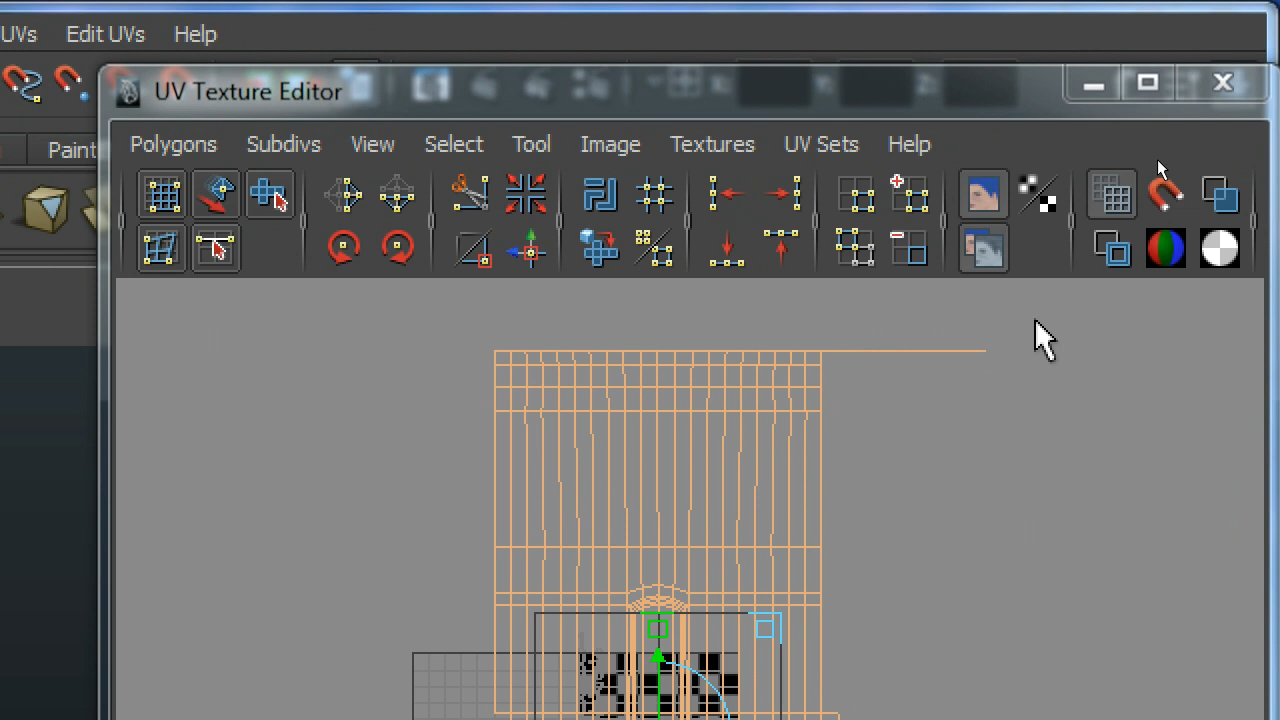 UVs Edit UVs Help
UV Texture Editor
Paint
Polygons Subdivs View Select Tool Image Textures UV Sets Help